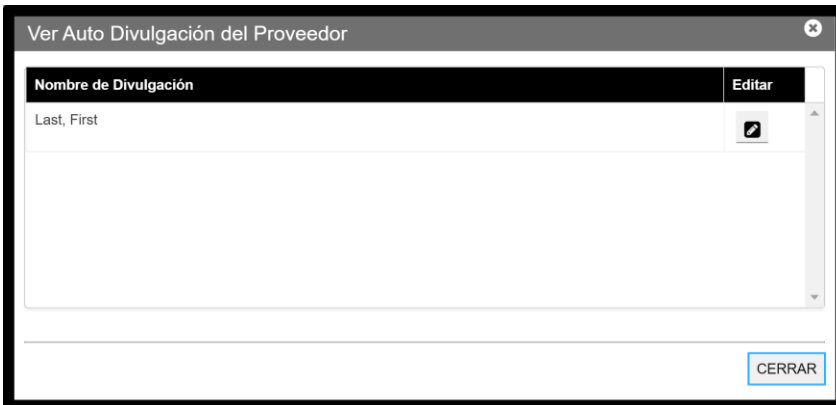 Ver Auto Divulgación del Proveedor
Nombre de Divulgación Editar
Last, First
CERRAR